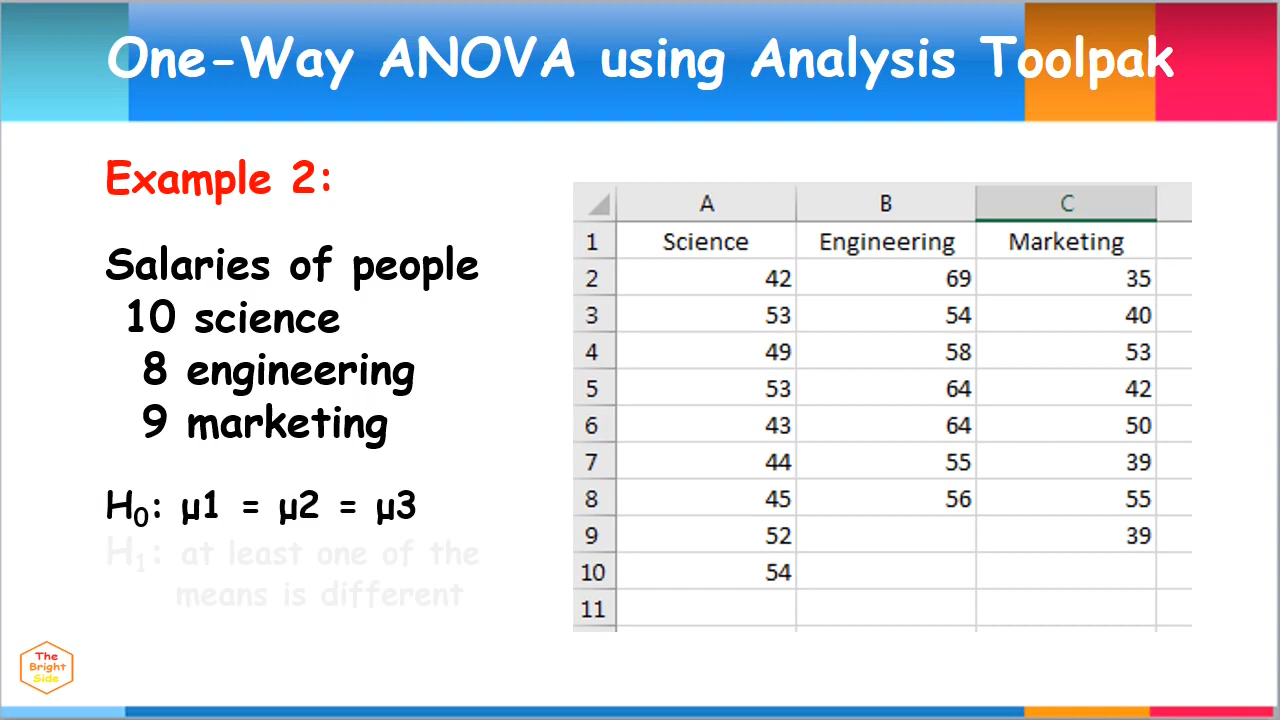 One-Way ANOVA using Analysis Toolpak
Example 2:
Salaries of people
10 science
8 engineering
9 marketing
H₀: μ1 = μ2 = μ3
H₁: at least one of the
means is different
A B C
1 Science Engineering Marketing
2 42 69 35
3 53 54 40
4 49 58 53
5 53 64 42
6 43 64 50
7 44 55 39
8 45 56 55
9 52 39
10 54
11
The
Bright
Side